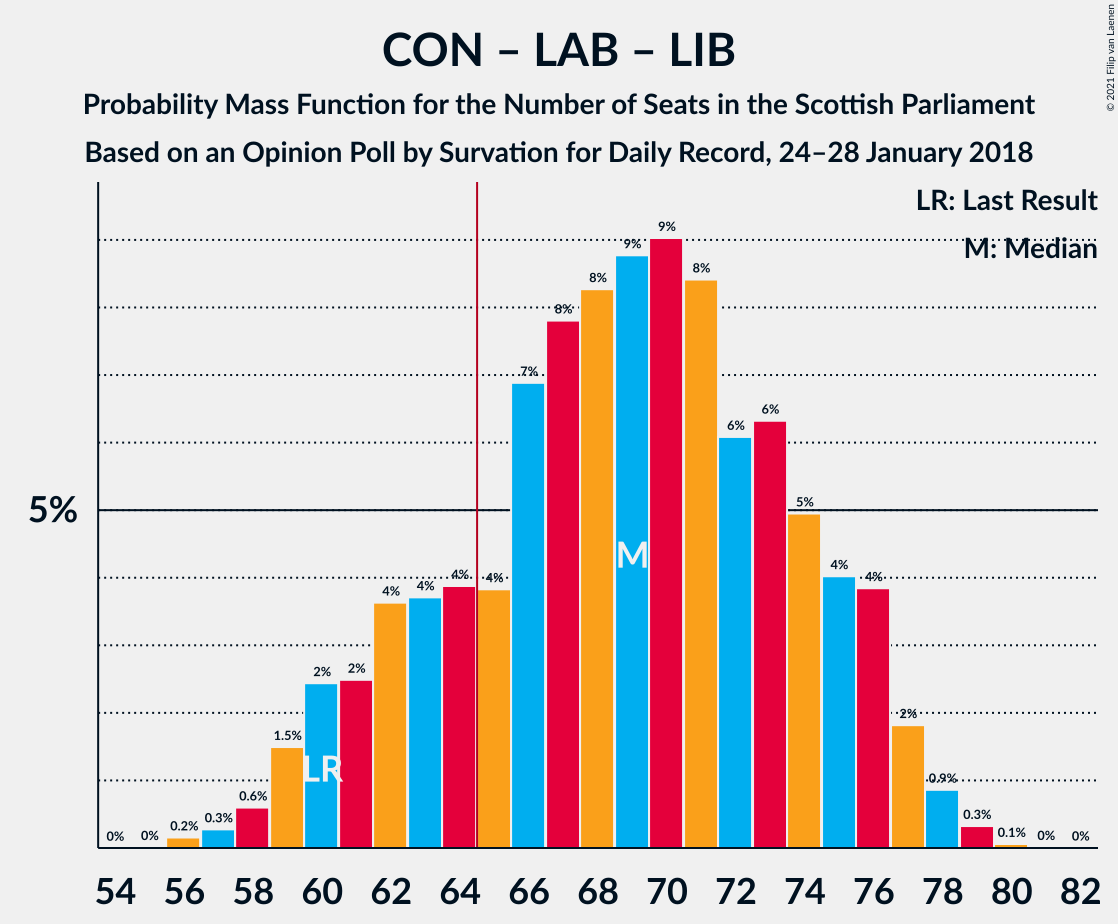 CON – LAB – LIB
Probability Mass Function for the Number of Seats in the Scottish Parliament
Based on an Opinion Poll by Survation for Daily Record, 24–28 January 2018
© 2021 Filip van Laenen
LR: Last Result
M: Median
5%
0% 0% 0.2% 0.3% 0.6% 1.5% 2% 2% 4% 4% 4% 4% 7% 8% 8% 9% 9% 8% 6% 6% 5% 4% 4% 2% 0.9% 0.3% 0.1% 0% 0%
M
LR
54 56 58 60 62 64 66 68 70 72 74 76 78 80 82